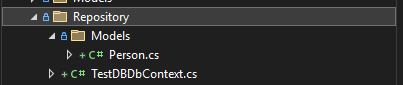 Models
Repository
Models
C# Person.cs
C# TestDBDbContext.cs